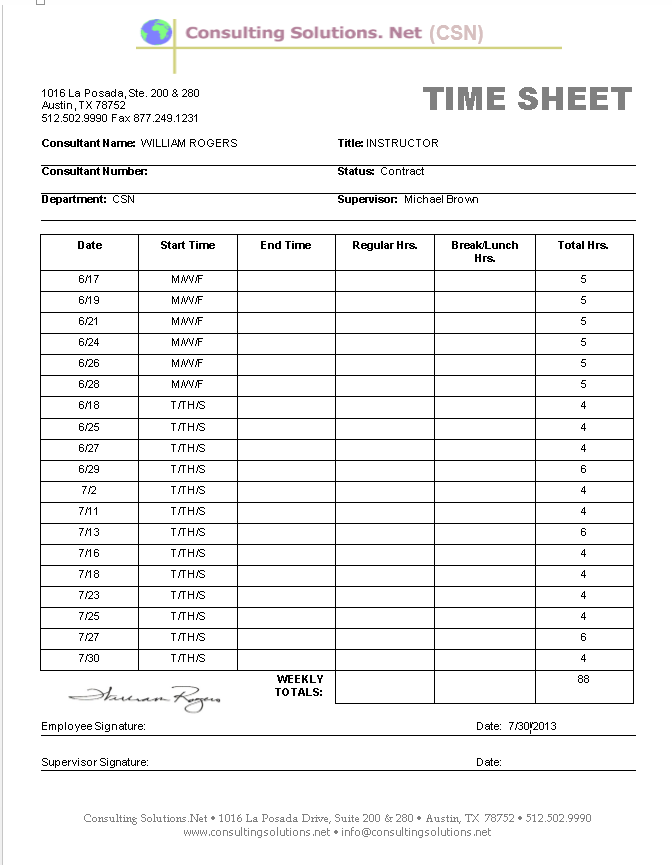 Consulting Solutions. Net (CSN)
1016 La Posada, Ste. 200 & 280
Austin, TX 78752
512.502.9990 Fax 877.249.1231
TIME SHEET
Consultant Name: WILLIAM ROGERS Title: INSTRUCTOR
Consultant Number: Status: Contract
Department: CSN Supervisor: Michael Brown
Date Start Time End Time Regular Hrs. Break/Lunch Hrs. Total Hrs.
6/17 M/W/F 5
6/19 M/W/F 5
6/21 M/W/F 5
6/24 M/W/F 5
6/26 M/W/F 5
6/28 M/W/F 5
6/18 T/TH/S 4
6/25 T/TH/S 4
6/27 T/TH/S 4
6/29 T/TH/S 6
7/2 T/TH/S 4
7/11 T/TH/S 4
7/13 T/TH/S 6
7/16 T/TH/S 4
7/18 T/TH/S 4
7/23 T/TH/S 4
7/25 T/TH/S 4
7/27 T/TH/S 6
7/30 T/TH/S 4
WEEKLY TOTALS: 88
William Rogers
Employee Signature: Date: 7/30/2013
Supervisor Signature: Date:
Consulting Solutions.Net • 1016 La Posada Drive, Suite 200 & 280 • Austin, TX 78752 • 512.502.9990
www.consultingsolutions.net • info@consultingsolutions.net